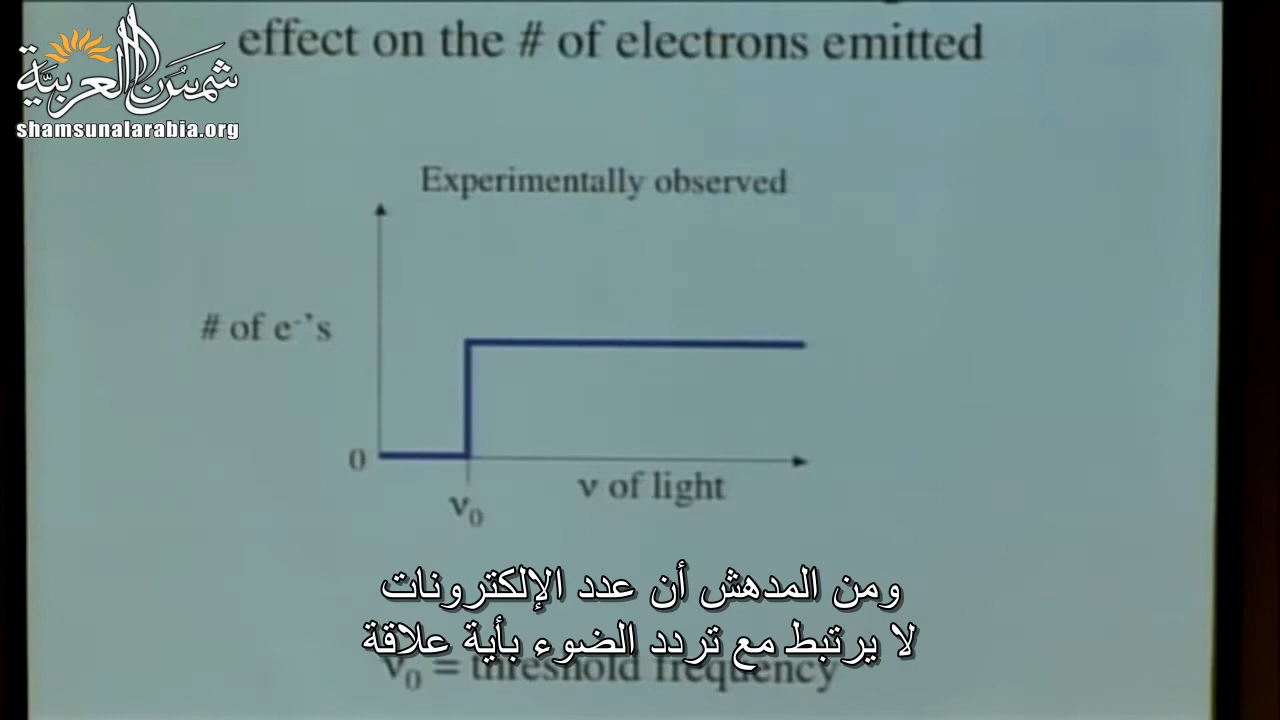 effect on the # of electrons emitted
شمس العربية
shamsunalarabia.org
Experimentally observed
# of e⁻'s
0
ν of light
ν₀
ومن المدهش أن عدد الإلكترونات
لا يرتبط مع تردد الضوء بأية علاقة
ν₀ = threshold frequency